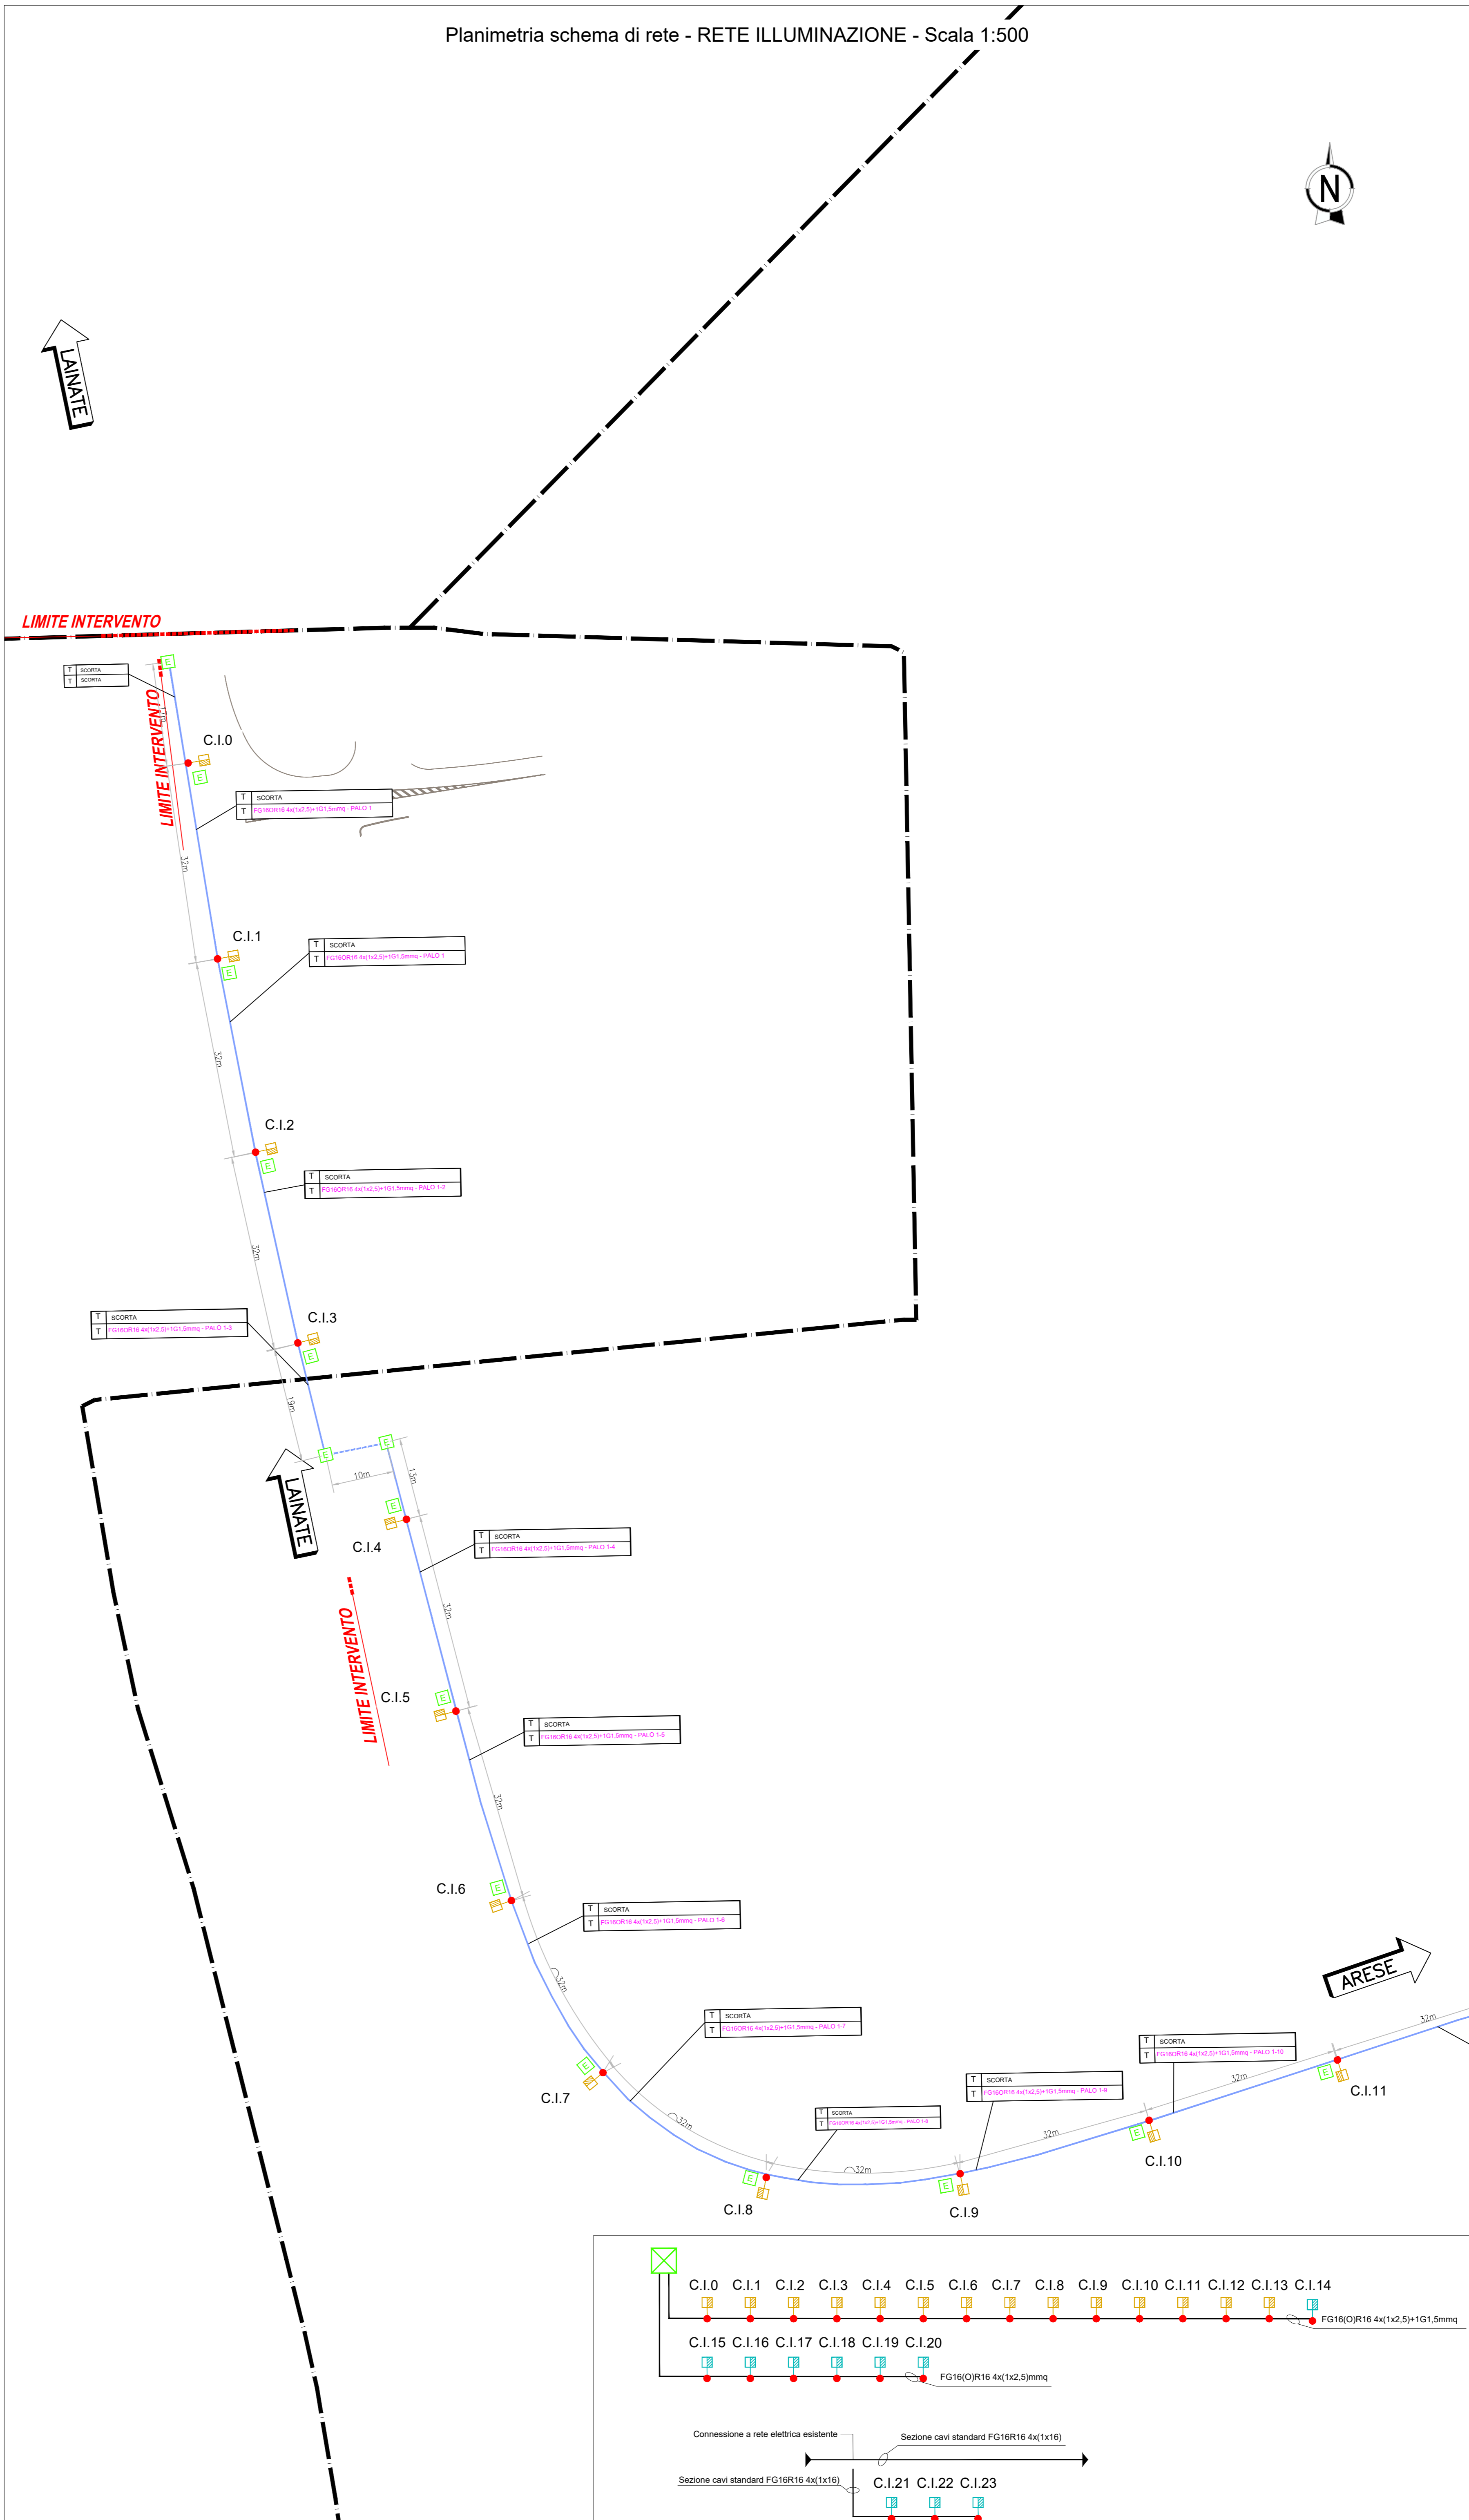 Planimetria schema di rete - RETE ILLUMINAZIONE - Scala 1:500
N
LAINATE
LIMITE INTERVENTO
E
T SCORTA
T SCORTA
LIMITE INTERVENTO
17m
C.I.0
E
T SCORTA
T FG16OR16 4x(1x2,5)+1G1,5mmq - PALO 1
32m
C.I.1
E
T SCORTA
T FG16OR16 4x(1x2,5)+1G1,5mmq - PALO 1
32m
C.I.2
E
T SCORTA
T FG16OR16 4x(1x2,5)+1G1,5mmq - PALO 1-2
32m
T SCORTA
T FG16OR16 4x(1x2,5)+1G1,5mmq - PALO 1-3
C.I.3
E
19m
E
E
10m
13m
LAINATE
E
C.I.4
T SCORTA
T FG16OR16 4x(1x2,5)+1G1,5mmq - PALO 1-4
32m
LIMITE INTERVENTO
C.I.5
E
T SCORTA
T FG16OR16 4x(1x2,5)+1G1,5mmq - PALO 1-5
32m
C.I.6
E
T SCORTA
T FG16OR16 4x(1x2,5)+1G1,5mmq - PALO 1-6
32m
ARESE
T SCORTA
T FG16OR16 4x(1x2,5)+1G1,5mmq - PALO 1-7
32m
T SCORTA
T FG16OR16 4x(1x2,5)+1G1,5mmq - PALO 1-10
E
C.I.7
E
C.I.11
32m
T SCORTA
T FG16OR16 4x(1x2,5)+1G1,5mmq - PALO 1-9
32m
T SCORTA
T FG16OR16 4x(1x2,5)+1G1,5mmq - PALO 1-8
32m
E
C.I.10
32m
E
C.I.8
E
C.I.9
C.I.0 C.I.1 C.I.2 C.I.3 C.I.4 C.I.5 C.I.6 C.I.7 C.I.8 C.I.9 C.I.10 C.I.11 C.I.12 C.I.13 C.I.14
FG16(O)R16 4x(1x2,5)+1G1,5mmq
C.I.15 C.I.16 C.I.17 C.I.18 C.I.19 C.I.20
FG16(O)R16 4x(1x2,5)mmq
Connessione a rete elettrica esistente
Sezione cavi standard FG16R16 4x(1x16)
Sezione cavi standard FG16R16 4x(1x16)
C.I.21 C.I.22 C.I.23